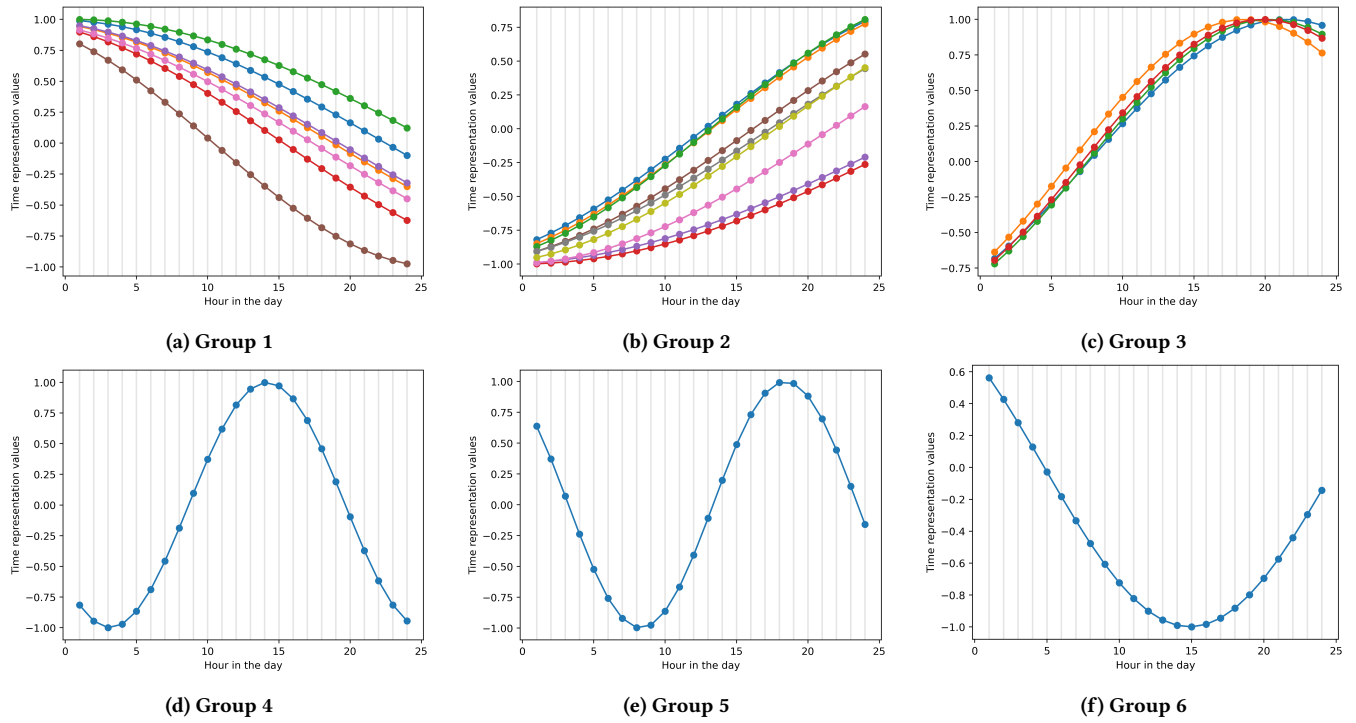 Time representation values
1.00
0.75
0.50
0.25
0.00
−0.25
−0.50
−0.75
−1.00
0 5 10 15 20 25
Hour in the day
(a) Group 1
Time representation values
0.75
0.50
0.25
0.00
−0.25
−0.50
−0.75
−1.00
0 5 10 15 20 25
Hour in the day
(b) Group 2
Time representation values
1.00
0.75
0.50
0.25
0.00
−0.25
−0.50
−0.75
0 5 10 15 20 25
Hour in the day
(c) Group 3
Time representation values
1.00
0.75
0.50
0.25
0.00
−0.25
−0.50
−0.75
−1.00
0 5 10 15 20 25
Hour in the day
(d) Group 4
Time representation values
1.00
0.75
0.50
0.25
0.00
−0.25
−0.50
−0.75
−1.00
0 5 10 15 20 25
Hour in the day
(e) Group 5
Time representation values
0.6
0.4
0.2
0.0
−0.2
−0.4
−0.6
−0.8
−1.0
0 5 10 15 20 25
Hour in the day
(f) Group 6